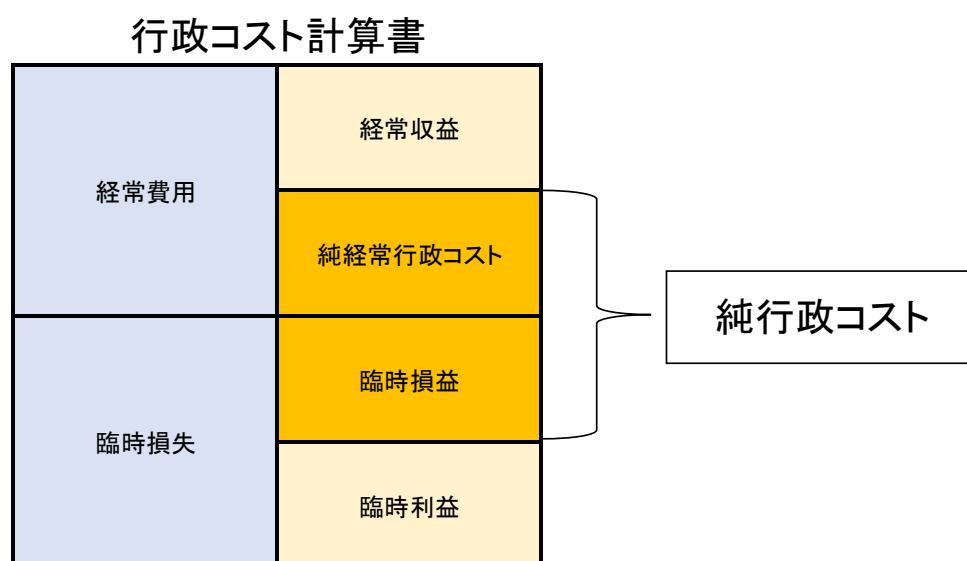 行政コスト計算書
経常費用
経常収益
純経常行政コスト
臨時損失
臨時損益
臨時利益
純行政コスト